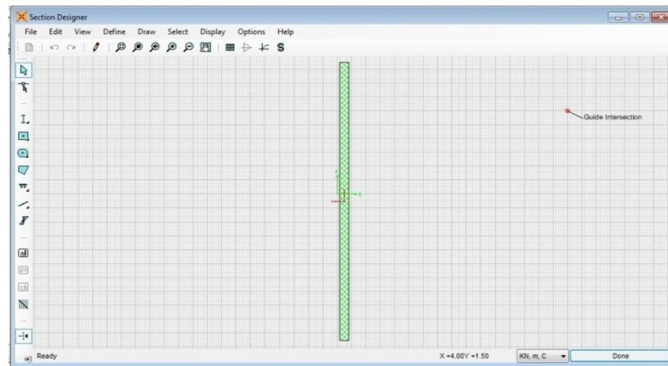 Section Designer
File Edit View Define Draw Select Display Options Help
Guide Intersection
Ready X =4.00Y =1.50 KN, m, C Done